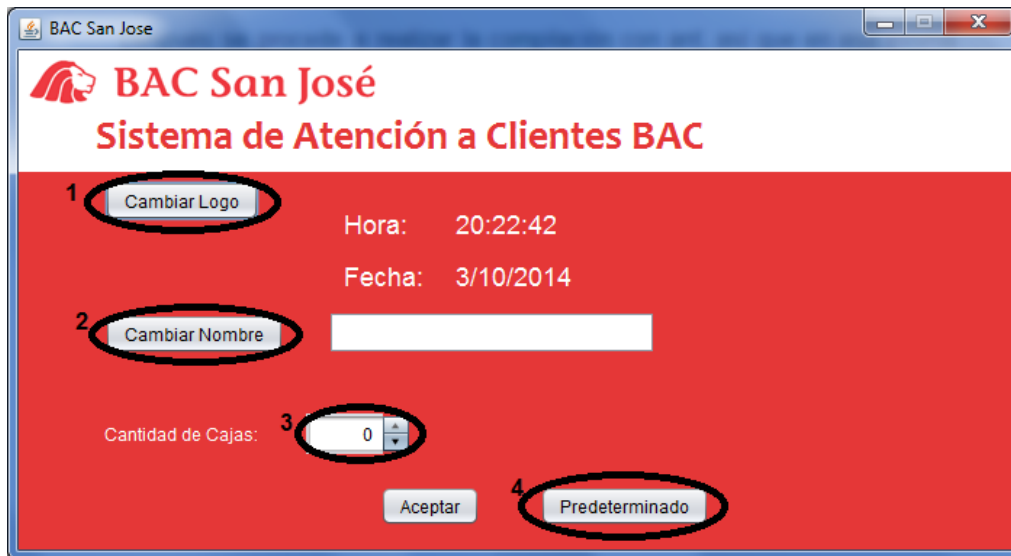 BAC San Jose
BAC San José
Sistema de Atención a Clientes BAC
1 Cambiar Logo
Hora: 20:22:42
Fecha: 3/10/2014
2 Cambiar Nombre
Cantidad de Cajas: 3 0
Aceptar 4 Predeterminado